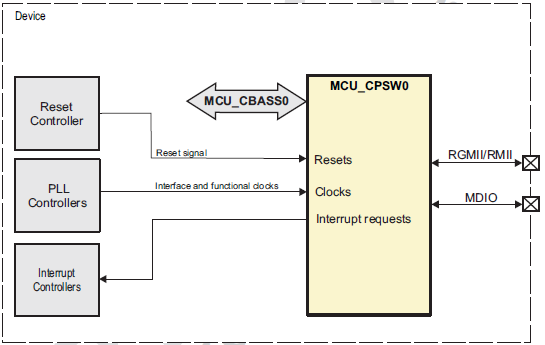 Device
MCU_CBASS0
MCU_CPSW0
Reset
Controller
Reset signal
Resets
RGMII/RMII
PLL
Controllers
Interface and functional clocks
Clocks
MDIO
Interrupt requests
Interrupt
Controllers